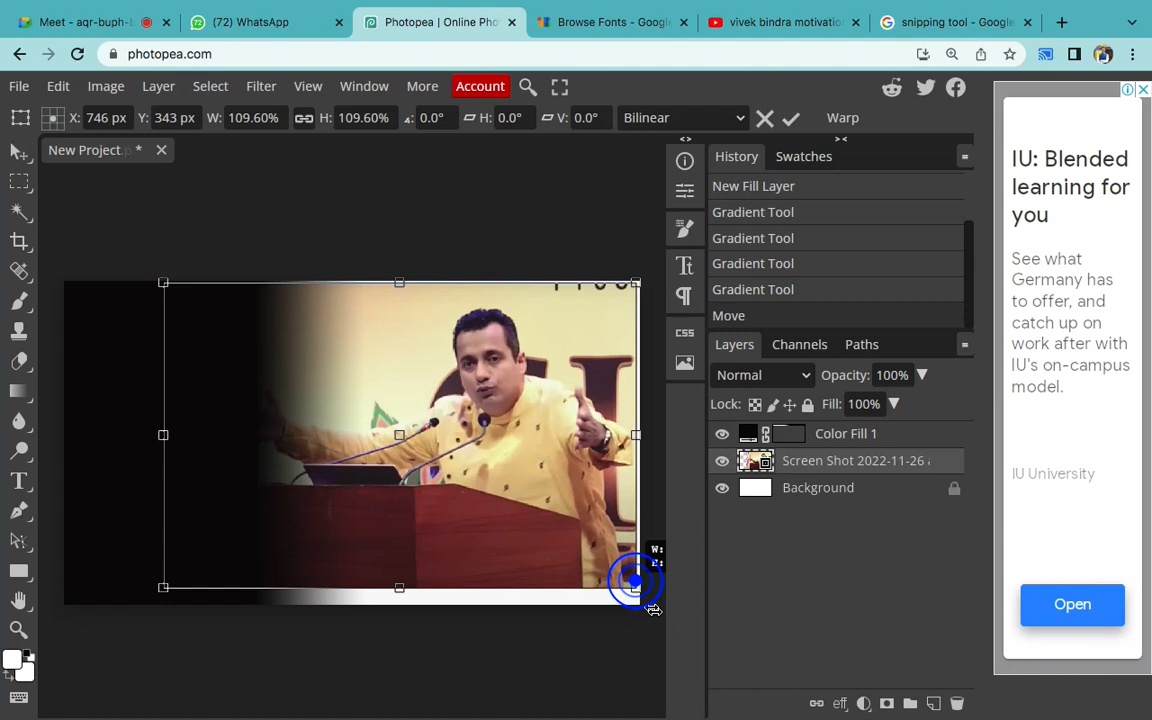 Meet - aqr-buph-b
(72) WhatsApp
Photopea | Online Pho
Browse Fonts - Google
vivek bindra motivatio
snipping tool - Google
photopea.com
File Edit Image Layer Select Filter View Window More Account
X: 746 px Y: 343 px W: 109.60% H: 109.60% 0.0° H: 0.0° V: 0.0° Bilinear Warp
New Project.p *
< > > <
History Swatches
New Fill Layer
Gradient Tool
Gradient Tool
Gradient Tool
Gradient Tool
Move
CSS
Layers Channels Paths
Normal Opacity: 100%
Lock: Fill: 100%
Color Fill 1
Screen Shot 2022-11-26
Background
W:
eff
IU: Blended
learning for
you
See what
Germany has
to offer, and
catch up on
work after with
IU's on-campus
model.
IU University
Open